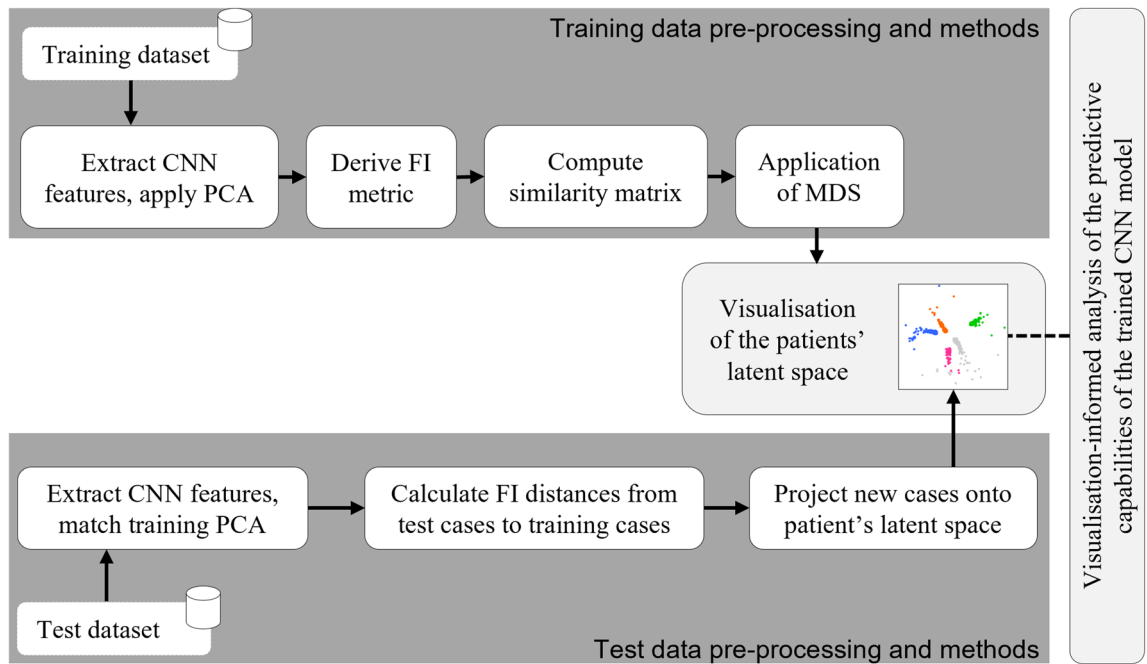 Training data pre-processing and methods
Training dataset
Extract CNN
features, apply PCA
Derive FI
metric
Compute
similarity matrix
Application
of MDS
Visualisation
of the patients’
latent space
Extract CNN features,
match training PCA
Calculate FI distances from
test cases to training cases
Project new cases onto
patient’s latent space
Test dataset
Test data pre-processing and methods
Visualisation-informed analysis of the predictive
capabilities of the trained CNN model